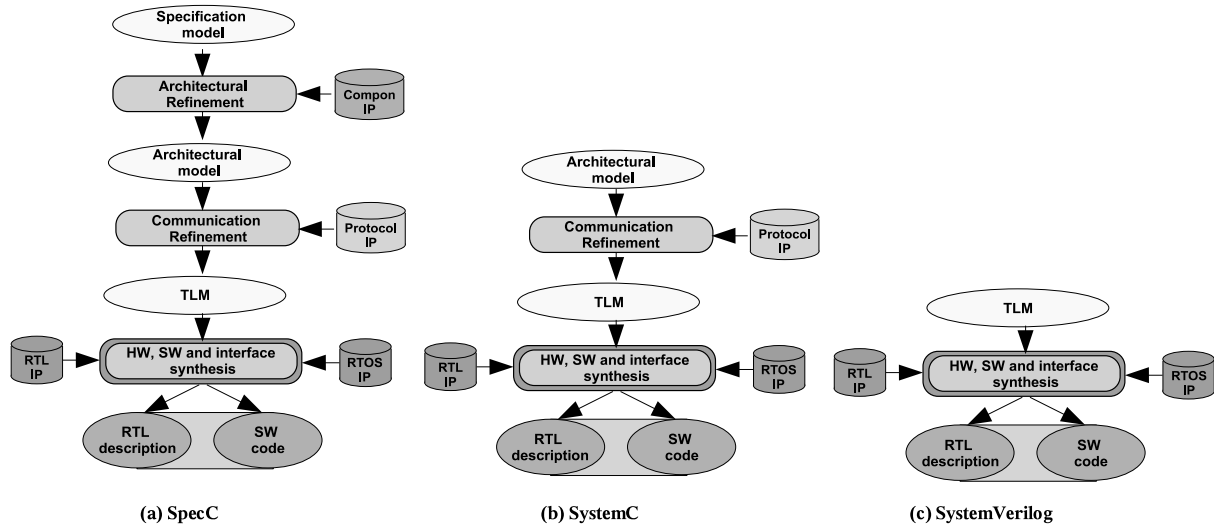 Specification
model
Architectural
Refinement
Compon
IP
Architectural
model
Communication
Refinement
Protocol
IP
TLM
RTL
IP
HW, SW and interface
synthesis
RTOS
IP
RTL
description
SW
code
(a) SpecC
Architectural
model
Communication
Refinement
Protocol
IP
TLM
RTL
IP
HW, SW and interface
synthesis
RTOS
IP
RTL
description
SW
code
(b) SystemC
TLM
RTL
IP
HW, SW and interface
synthesis
RTOS
IP
RTL
description
SW
code
(c) SystemVerilog